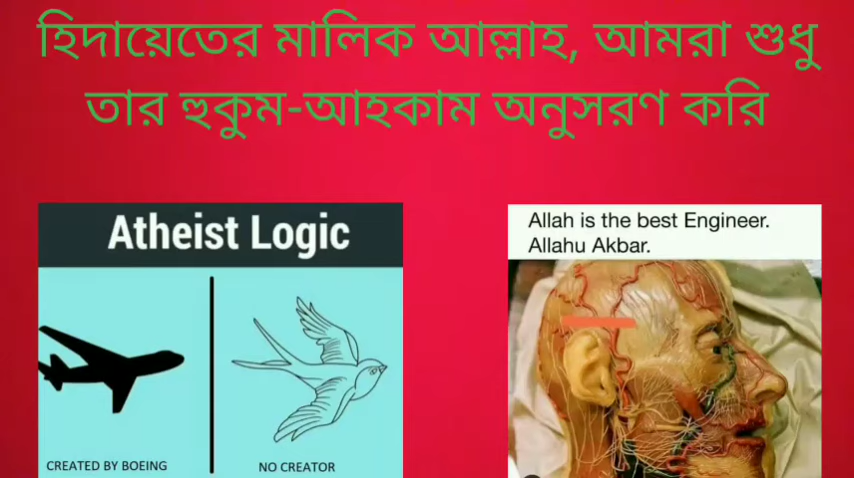 হিদায়েতের মালিক আল্লাহ, আমরা শুধু
তার হুকুম-আহকাম অনুসরণ করি
Atheist Logic
CREATED BY BOEING
NO CREATOR
Allah is the best Engineer.
Allahu Akbar.